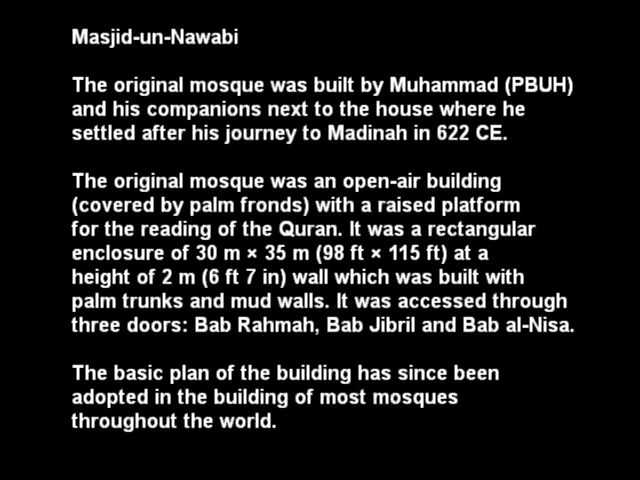 Masjid-un-Nawabi
The original mosque was built by Muhammad (PBUH)
and his companions next to the house where he
settled after his journey to Madinah in 622 CE.
The original mosque was an open-air building
(covered by palm fronds) with a raised platform
for the reading of the Quran. It was a rectangular
enclosure of 30 m × 35 m (98 ft × 115 ft) at a
height of 2 m (6 ft 7 in) wall which was built with
palm trunks and mud walls. It was accessed through
three doors: Bab Rahmah, Bab Jibril and Bab al-Nisa.
The basic plan of the building has since been
adopted in the building of most mosques
throughout the world.